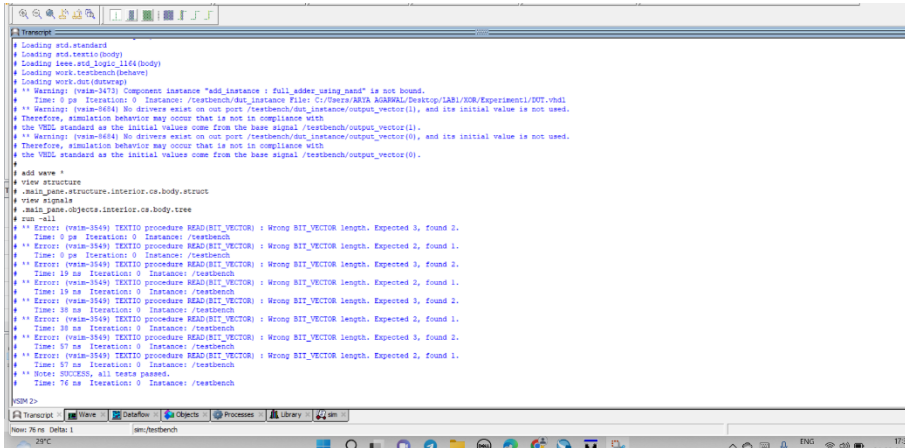 Transcript
# Loading std.standard
# Loading std.textio(body)
# Loading ieee.std_logic_1164(body)
# Loading work.testbench(behave)
# Loading work.dut(dutwrap)
# ** Warning: (vsim-3473) Component instance "add_instance : full_adder_using_nand" is not bound.
#    Time: 0 ps  Iteration: 0  Instance: /testbench/dut_instance File: C:/Users/ARYA AGARWAL/Desktop/LAB1/XOR/Experiment1/DUT.vhdl
# ** Warning: (vsim-8684) No drivers exist on out port /testbench/dut_instance/output_vector(1), and its initial value is not used.
# Therefore, simulation behavior may occur that is not in compliance with
# the VHDL standard as the initial values come from the base signal /testbench/output_vector(1).
# ** Warning: (vsim-8684) No drivers exist on out port /testbench/dut_instance/output_vector(0), and its initial value is not used.
# Therefore, simulation behavior may occur that is not in compliance with
# the VHDL standard as the initial values come from the base signal /testbench/output_vector(0).
#
# add wave *
# view structure
# .main_pane.structure.interior.cs.body.struct
# view signals
# .main_pane.objects.interior.cs.body.tree
# run -all
# ** Error: (vsim-3549) TEXTIO procedure READ(BIT_VECTOR) : Wrong BIT_VECTOR length. Expected 3, found 2.
#    Time: 0 ps  Iteration: 0  Instance: /testbench
# ** Error: (vsim-3549) TEXTIO procedure READ(BIT_VECTOR) : Wrong BIT_VECTOR length. Expected 2, found 1.
#    Time: 0 ps  Iteration: 0  Instance: /testbench
# ** Error: (vsim-3549) TEXTIO procedure READ(BIT_VECTOR) : Wrong BIT_VECTOR length. Expected 3, found 2.
#    Time: 19 ns  Iteration: 0  Instance: /testbench
# ** Error: (vsim-3549) TEXTIO procedure READ(BIT_VECTOR) : Wrong BIT_VECTOR length. Expected 2, found 1.
#    Time: 19 ns  Iteration: 0  Instance: /testbench
# ** Error: (vsim-3549) TEXTIO procedure READ(BIT_VECTOR) : Wrong BIT_VECTOR length. Expected 3, found 2.
#    Time: 38 ns  Iteration: 0  Instance: /testbench
# ** Error: (vsim-3549) TEXTIO procedure READ(BIT_VECTOR) : Wrong BIT_VECTOR length. Expected 2, found 1.
#    Time: 38 ns  Iteration: 0  Instance: /testbench
# ** Error: (vsim-3549) TEXTIO procedure READ(BIT_VECTOR) : Wrong BIT_VECTOR length. Expected 3, found 2.
#    Time: 57 ns  Iteration: 0  Instance: /testbench
# ** Error: (vsim-3549) TEXTIO procedure READ(BIT_VECTOR) : Wrong BIT_VECTOR length. Expected 2, found 1.
#    Time: 57 ns  Iteration: 0  Instance: /testbench
# ** Note: SUCCESS, all tests passed.
#    Time: 76 ns  Iteration: 0  Instance: /testbench
VSIM 2>
Transcript Wave Dataflow Objects Processes Library sim
Now: 76 ns Delta: 1 sim:/testbench
29°C ENG